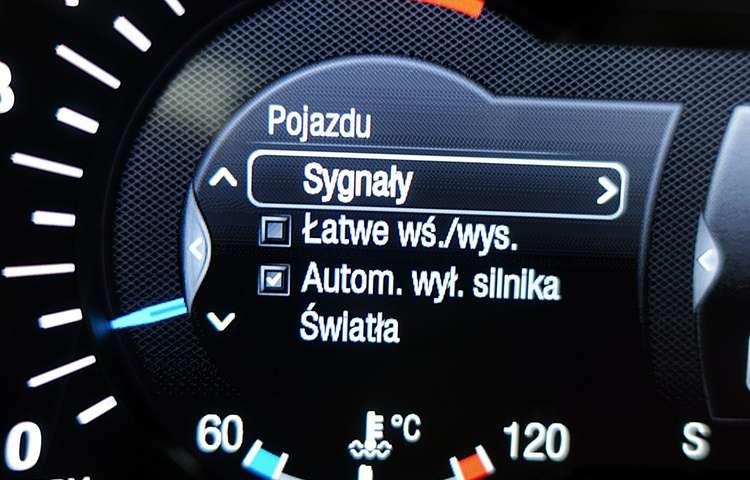 Pojazdu
Sygnały
Łatwe wś./wys.
Autom. wył. silnika
Światła
60
°C
120
S
0